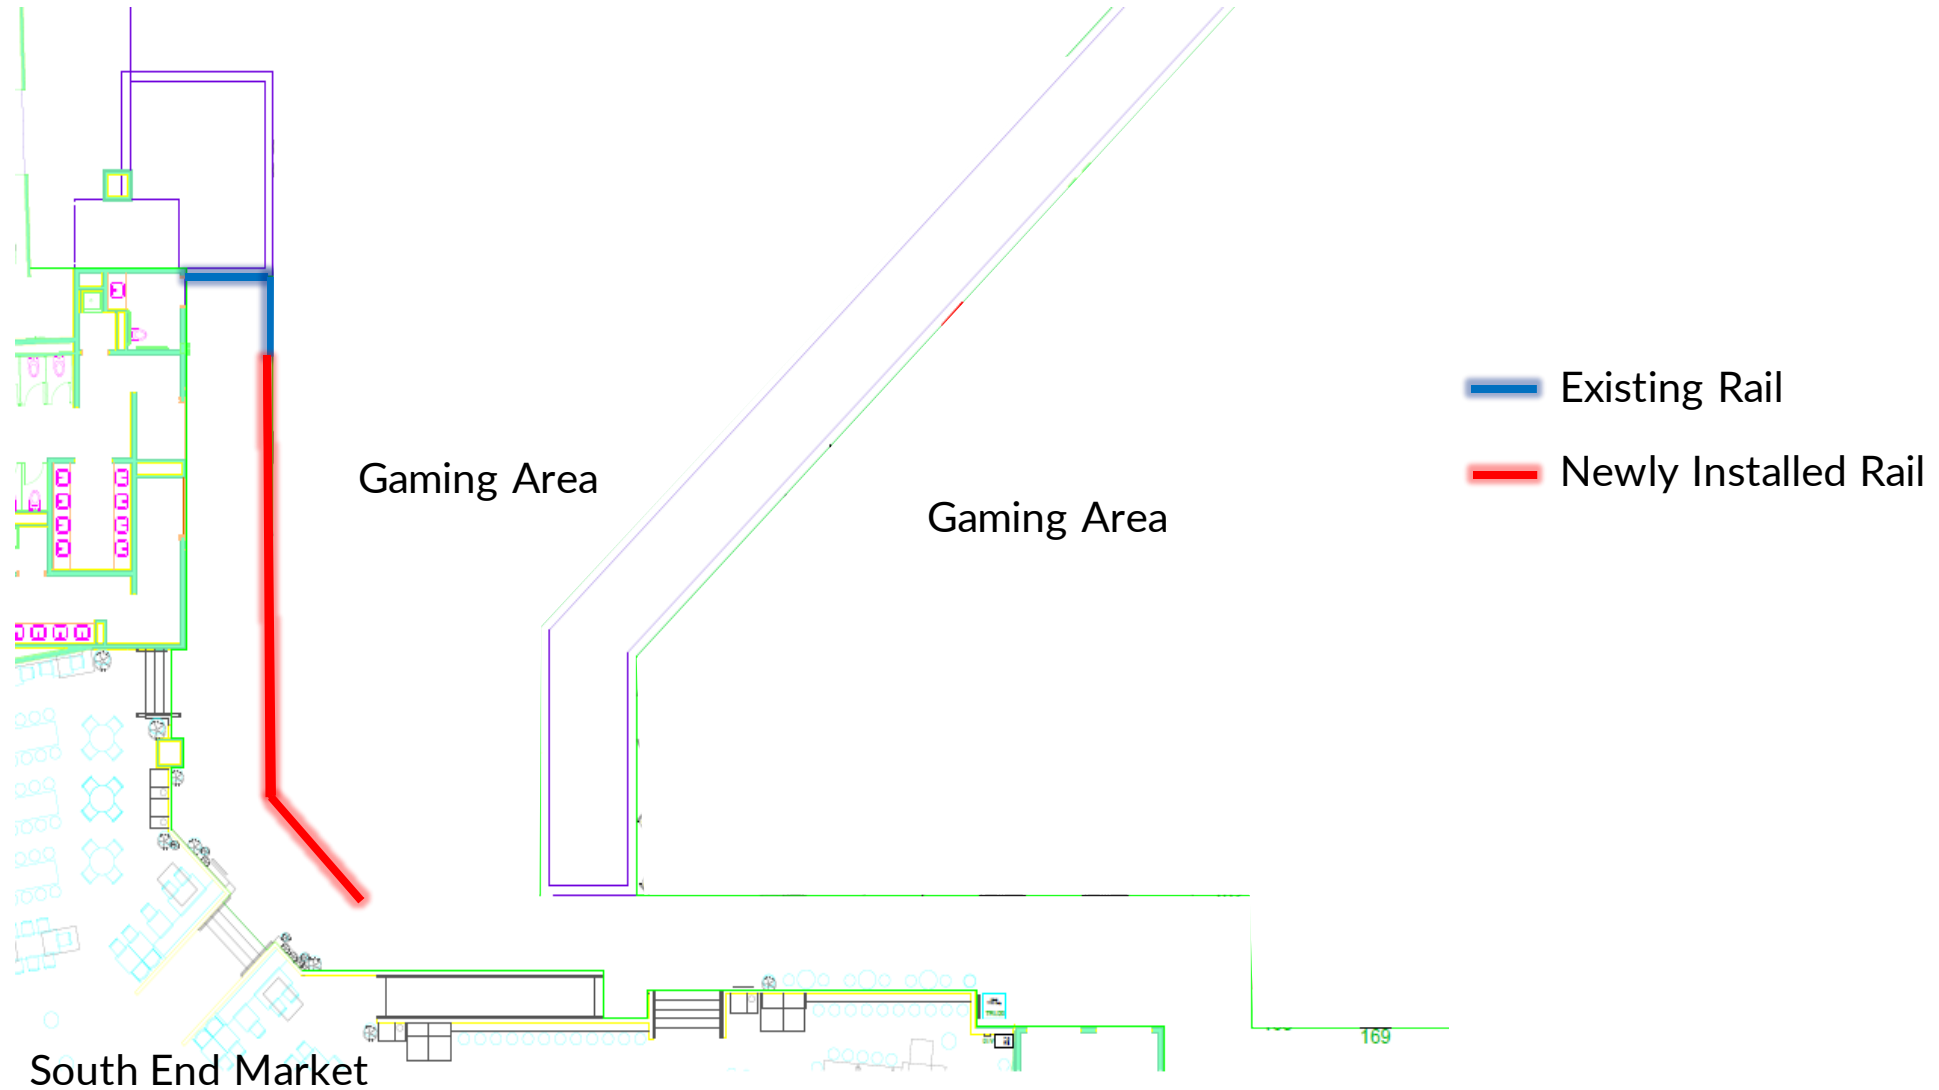 Existing Rail
Gaming Area
Newly Installed Rail
Gaming Area
169
South End Market